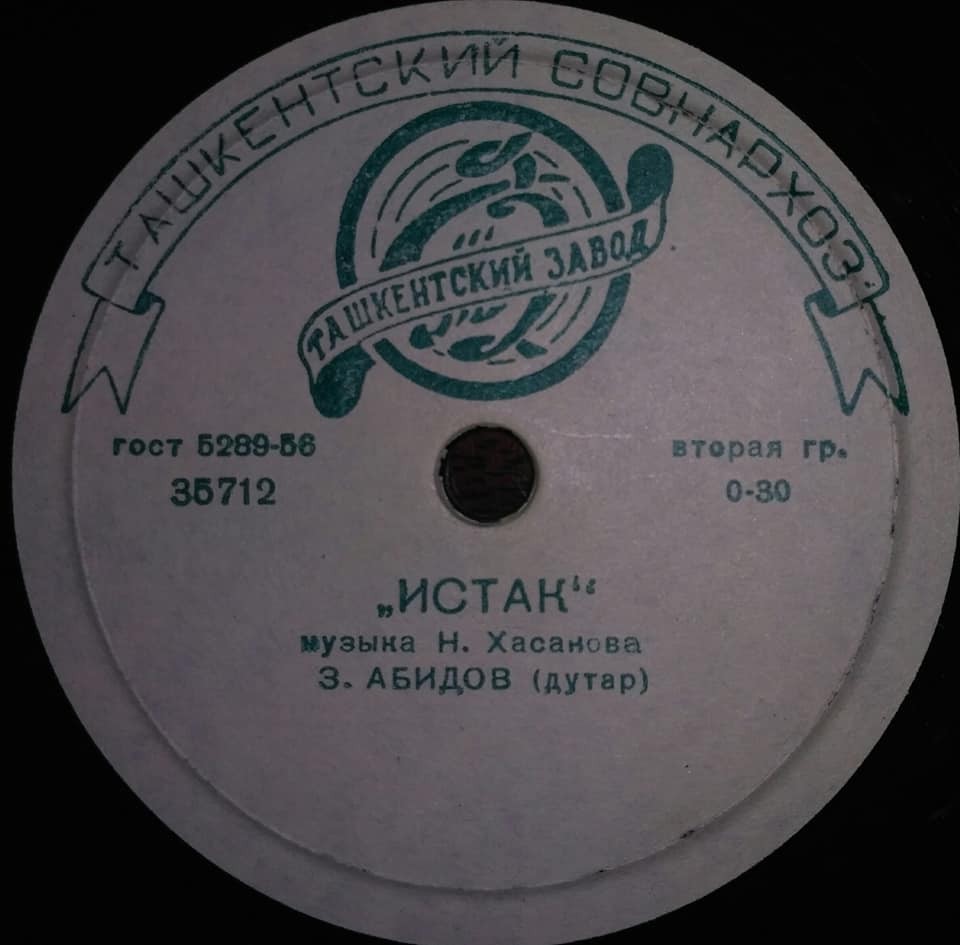 ТАШКЕНТСКИЙ СОВНАРХОЗ
ТАШКЕНТСКИЙ ЗАВОД
гост 5289-56
вторая гр.
35712
0-30
„ИСТАК“
музыка Н. Хасанова
З. АБИДОВ (дутар)